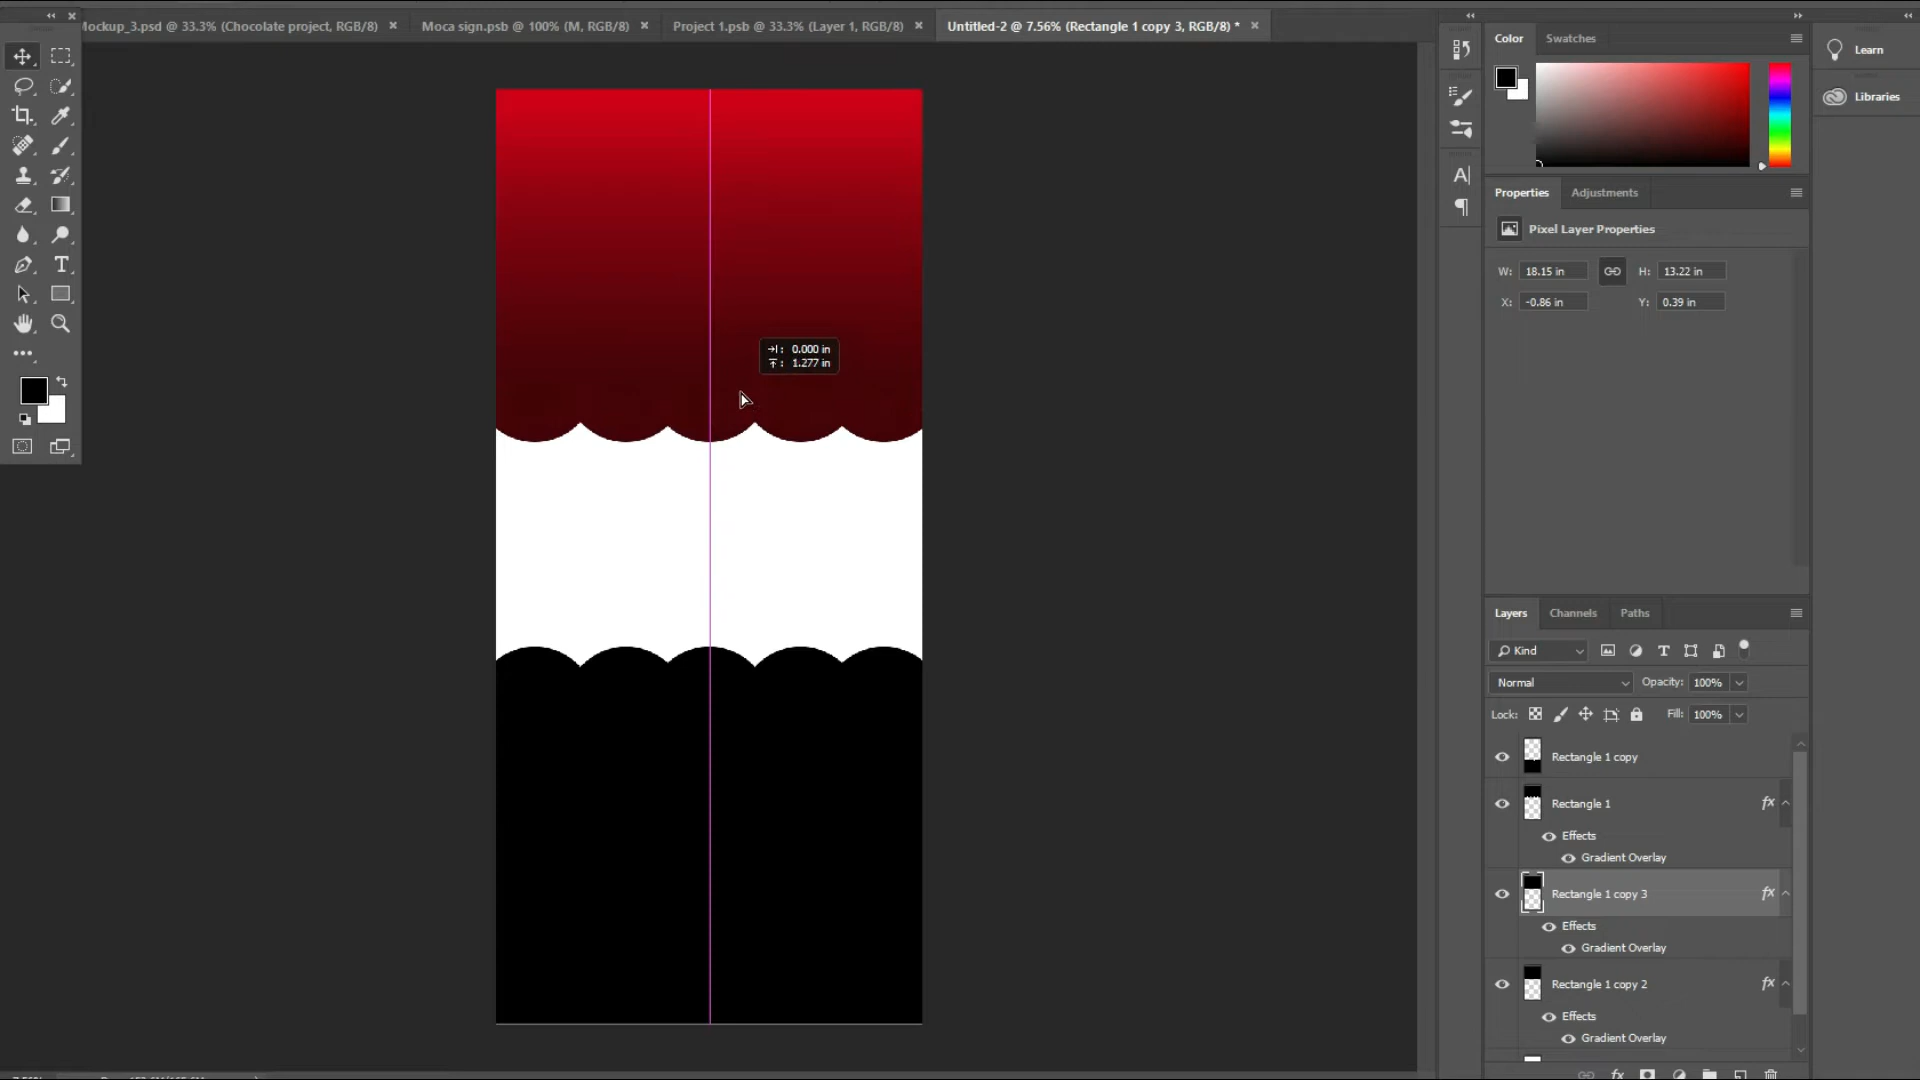 Mockup_3.psd @ 33.3% (Chocolate project, RGB/8) ×
Moca sign.psb @ 100% (M, RGB/8) ×
Project 1.psb @ 33.3% (Layer 1, RGB/8) ×
Untitled-2 @ 7.56% (Rectangle 1 copy 3, RGB/8) * ×
Color
Swatches
Learn
Libraries
Properties
Adjustments
Pixel Layer Properties
W: 18.15 in
H: 13.22 in
X: -0.86 in
Y: 0.39 in
: 0.000 in
: 1.277 in
Layers
Channels
Paths
Kind
Normal
Opacity: 100%
Lock:
Fill: 100%
Rectangle 1 copy
Rectangle 1
fx
Effects
Gradient Overlay
Rectangle 1 copy 3
fx
Effects
Gradient Overlay
Rectangle 1 copy 2
fx
Effects
Gradient Overlay
fx